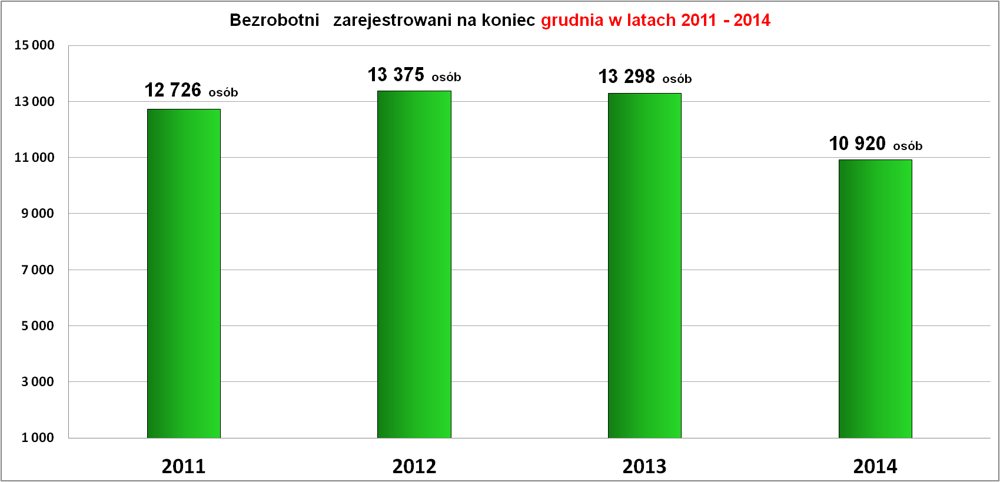 Bezrobotni zarejestrowani na koniec grudnia w latach 2011 - 2014
15 000
13 000
11 000
9 000
7 000
5 000
3 000
1 000
12 726 osób
13 375 osób
13 298 osób
10 920 osób
2011
2012
2013
2014